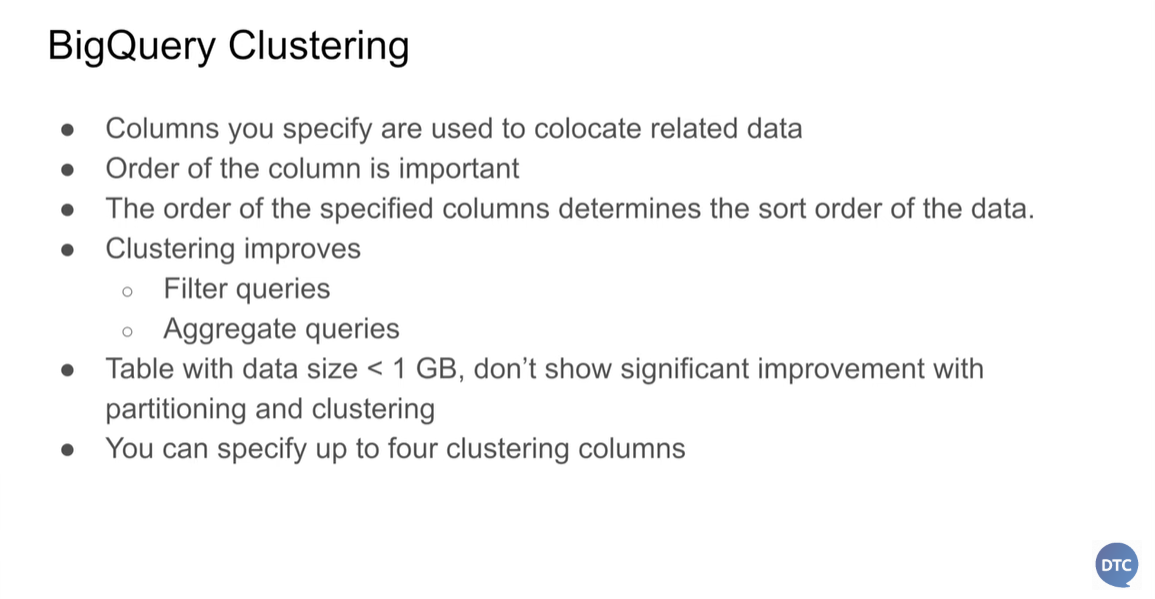 BigQuery Clustering
● Columns you specify are used to colocate related data
● Order of the column is important
● The order of the specified columns determines the sort order of the data.
● Clustering improves
○ Filter queries
○ Aggregate queries
● Table with data size < 1 GB, don’t show significant improvement with
partitioning and clustering
● You can specify up to four clustering columns
DTC